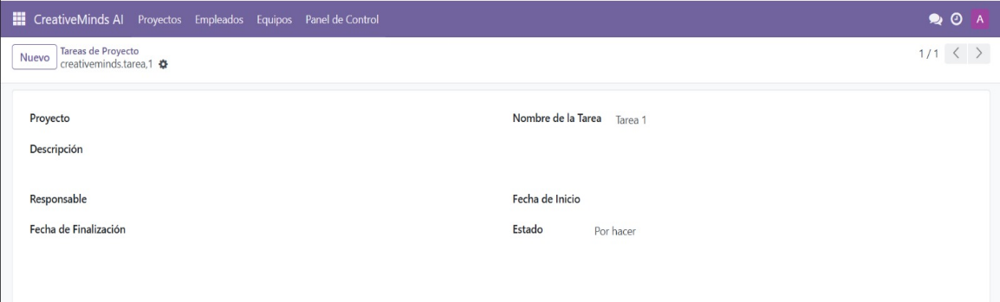 CreativeMinds AI Proyectos Empleados Equipos Panel de Control A
Nuevo
Tareas de Proyecto
creativeminds.tarea,1
1 / 1
Proyecto
Nombre de la Tarea Tarea 1
Descripción
Responsable
Fecha de Inicio
Fecha de Finalización
Estado Por hacer